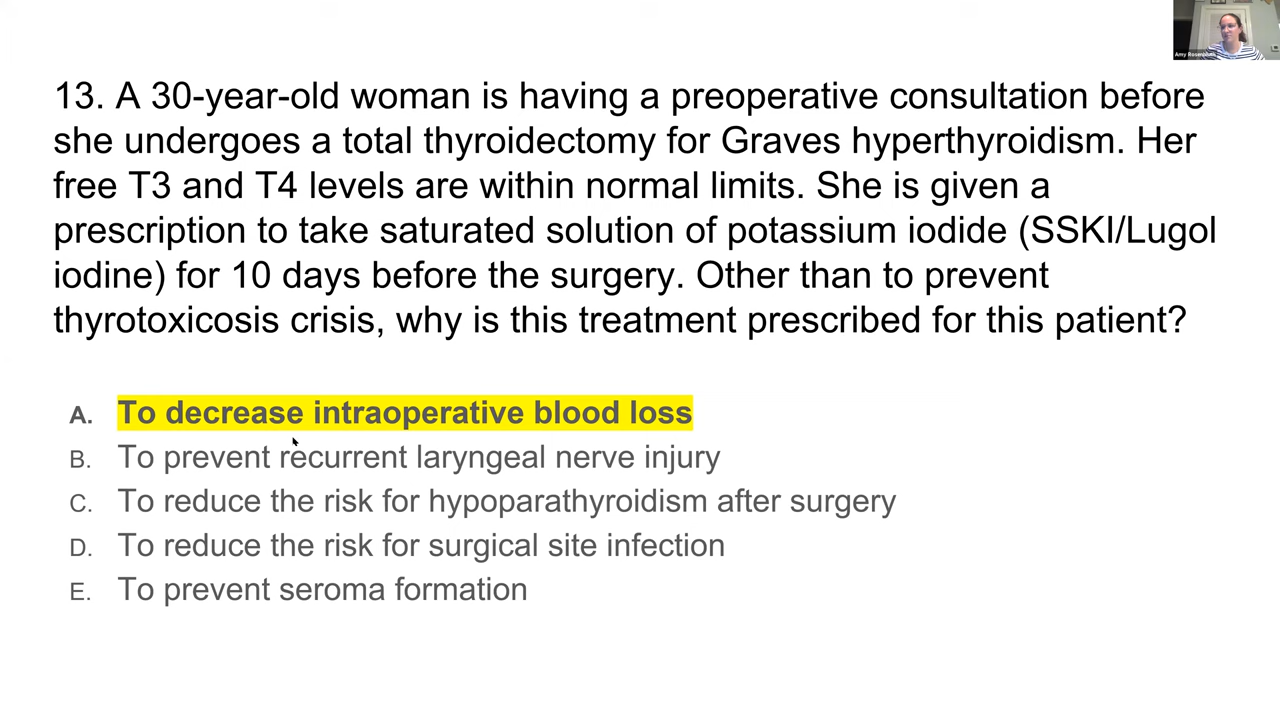 Amy Rosenbluth
13. A 30-year-old woman is having a preoperative consultation before
she undergoes a total thyroidectomy for Graves hyperthyroidism. Her
free T3 and T4 levels are within normal limits. She is given a
prescription to take saturated solution of potassium iodide (SSKI/Lugol
iodine) for 10 days before the surgery. Other than to prevent
thyrotoxicosis crisis, why is this treatment prescribed for this patient?
A. To decrease intraoperative blood loss
B. To prevent recurrent laryngeal nerve injury
C. To reduce the risk for hypoparathyroidism after surgery
D. To reduce the risk for surgical site infection
E. To prevent seroma formation